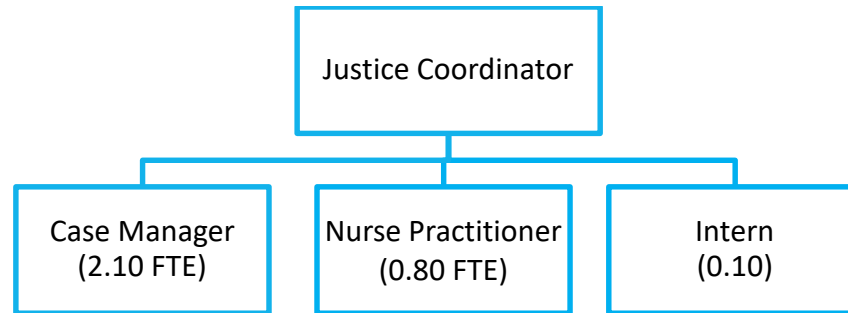 Justice Coordinator
Case Manager
(2.10 FTE)
Nurse Practitioner
(0.80 FTE)
Intern
(0.10)